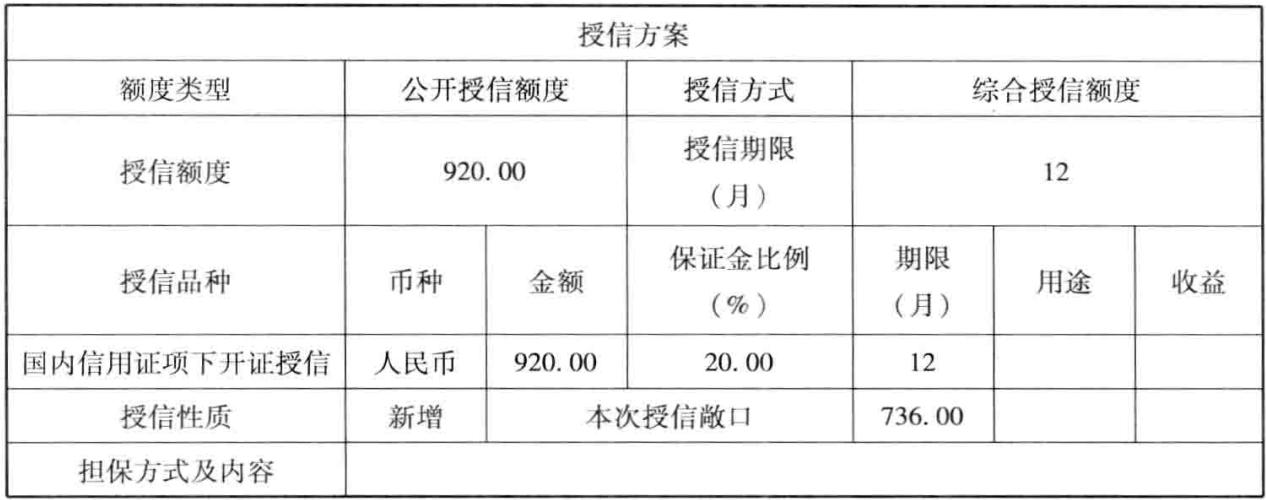 授信方案
额度类型 公开授信额度 授信方式 综合授信额度
授信额度 920.00 授信期限（月） 12
授信品种 币种 金额 保证金比例（%） 期限（月） 用途 收益
国内信用证项下开证授信 人民币 920.00 20.00 12
授信性质 新增 本次授信敞口 736.00
担保方式及内容